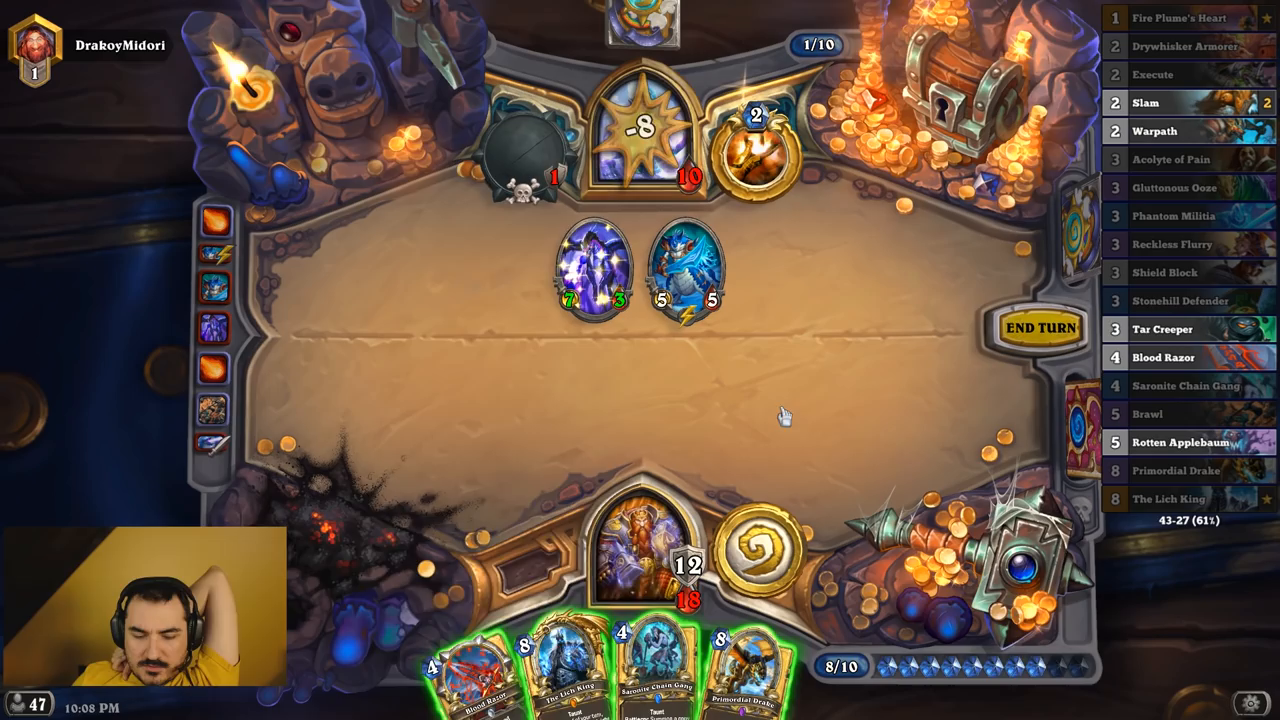 DrakoyMidori
1
1/10
2
-8
1
10
7
3
5
5
END TURN
12
18
8/10
4
Blood Razor
8
The Lich King
Taunt
4
Saronite Chain Gang
Taunt
8
Primordial Drake
47
10:08 PM
1 Fire Plume's Heart
2 Drywhisker Armorer
2 Execute
2 Slam 2
2 Warpath
3 Acolyte of Pain
3 Gluttonous Ooze
3 Phantom Militia
3 Reckless Flurry
3 Shield Block
3 Stonehill Defender
3 Tar Creeper
4 Blood Razor
4 Saronite Chain Gang
5 Brawl
5 Rotten Applebaum
8 Primordial Drake
8 The Lich King
43-27 (61%)